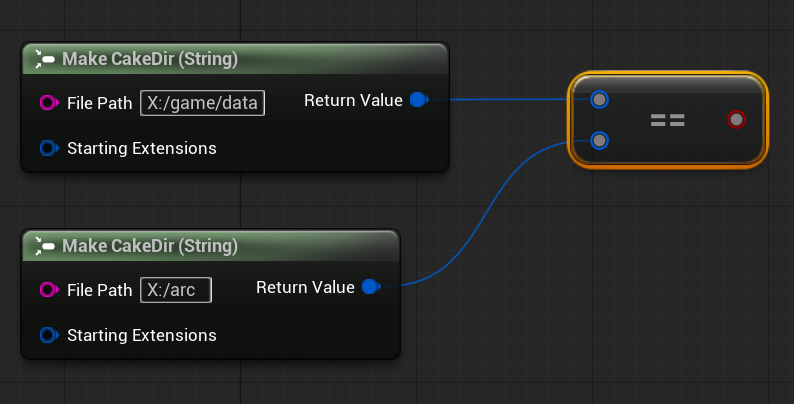 Make CakeDir (String)
File Path X:/game/data Return Value
Starting Extensions
==
Make CakeDir (String)
File Path X:/arc Return Value
Starting Extensions